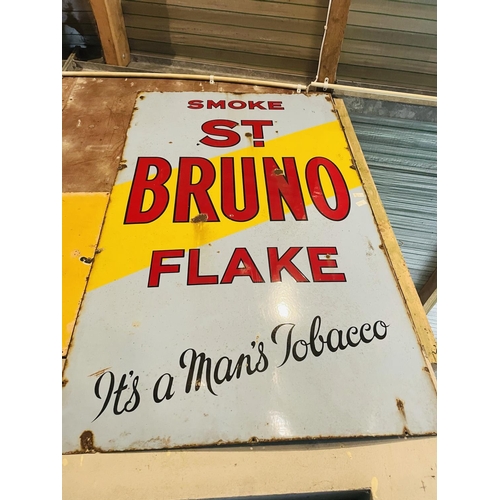 SMOKE
ST
BRUNO
FLAKE
It's a Man's Tobacco